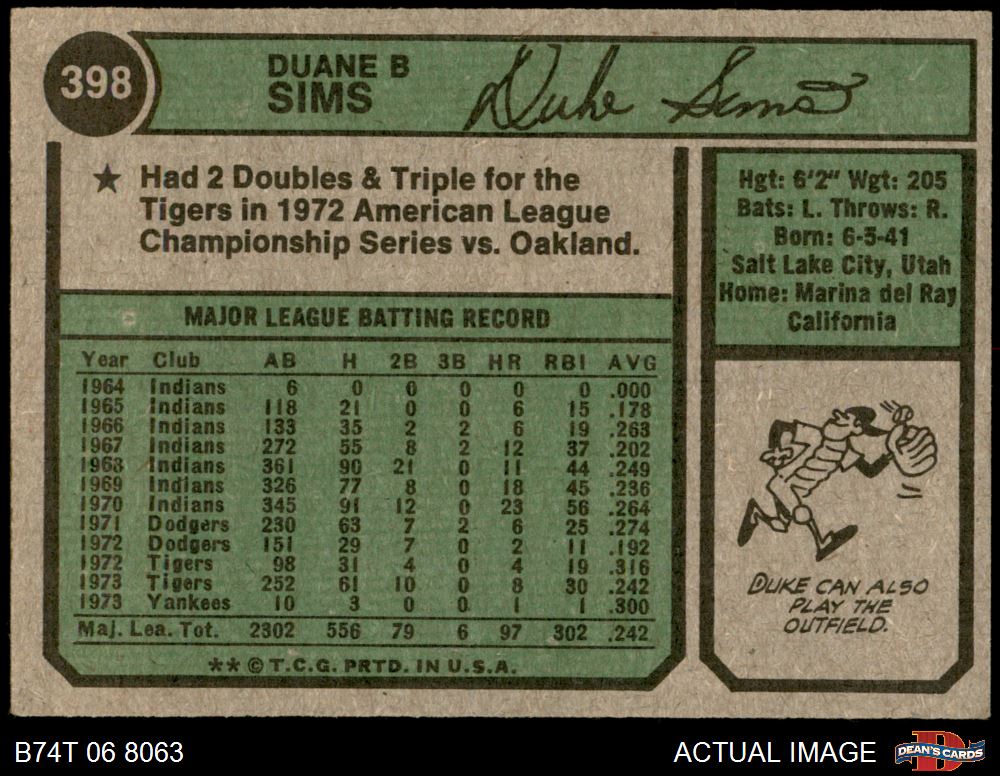 398
DUANE B
SIMS
Duke Sims
★ Had 2 Doubles & Triple for the
Tigers in 1972 American League
Championship Series vs. Oakland.
Hgt: 6'2" Wgt: 205
Bats: L. Throws: R.
Born: 6-5-41
Salt Lake City, Utah
Home: Marina del Ray
California
MAJOR LEAGUE BATTING RECORD
Year Club AB H 2B 3B HR RBI AVG
1964 Indians 6 0 0 0 0 0 .000
1965 Indians 118 21 0 0 6 15 .178
1966 Indians 133 35 2 2 6 19 .263
1967 Indians 272 55 8 2 12 37 .202
1968 Indians 361 90 21 0 11 44 .249
1969 Indians 326 77 8 0 18 45 .236
1970 Indians 345 91 12 0 23 56 .264
1971 Dodgers 230 63 7 2 6 25 .274
1972 Dodgers 151 29 7 0 2 11 .192
1972 Tigers 98 31 4 0 4 19 .316
1973 Tigers 252 61 10 0 8 30 .242
1973 Yankees 10 3 0 0 1 1 .300
Maj. Lea. Tot. 2302 556 79 6 97 302 .242
** © T.C.G. PRTD. IN U.S.A.
DUKE CAN ALSO
PLAY THE
OUTFIELD.
B74T 06 8063
ACTUAL IMAGE
DEAN'S CARDS